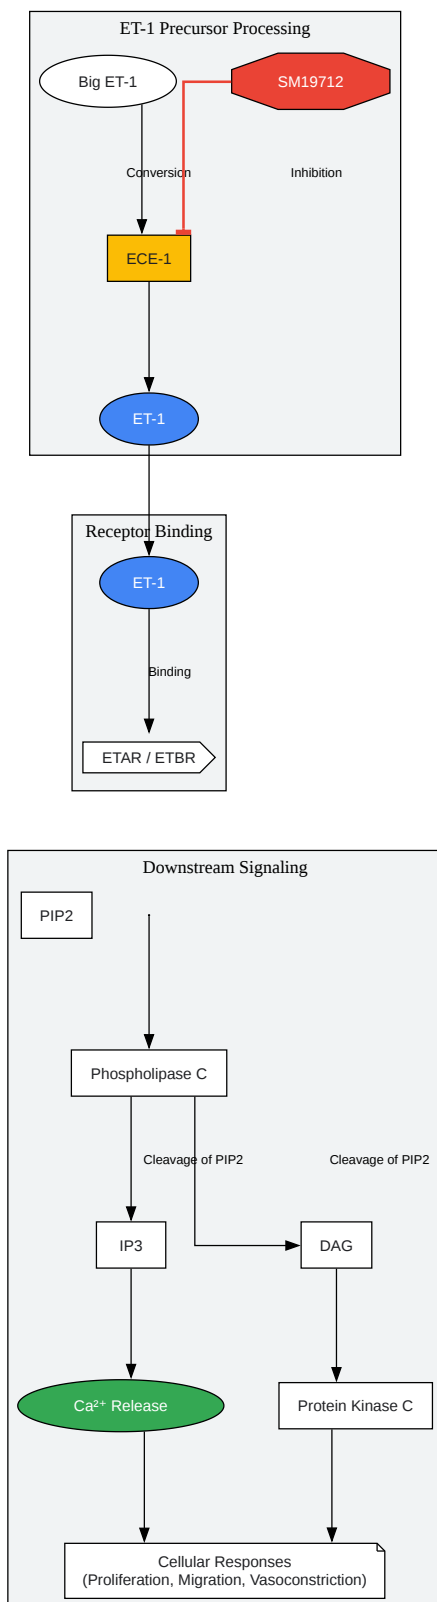 ET-1 Precursor Processing
Big ET-1
SM19712
Conversion
Inhibition
ECE-1
ET-1
Receptor Binding
ET-1
Binding
ETAR / ETBR
Downstream Signaling
PIP2
Phospholipase C
Cleavage of PIP2
Cleavage of PIP2
IP3
DAG
Ca²⁺ Release
Protein Kinase C
Cellular Responses
(Proliferation, Migration, Vasoconstriction)